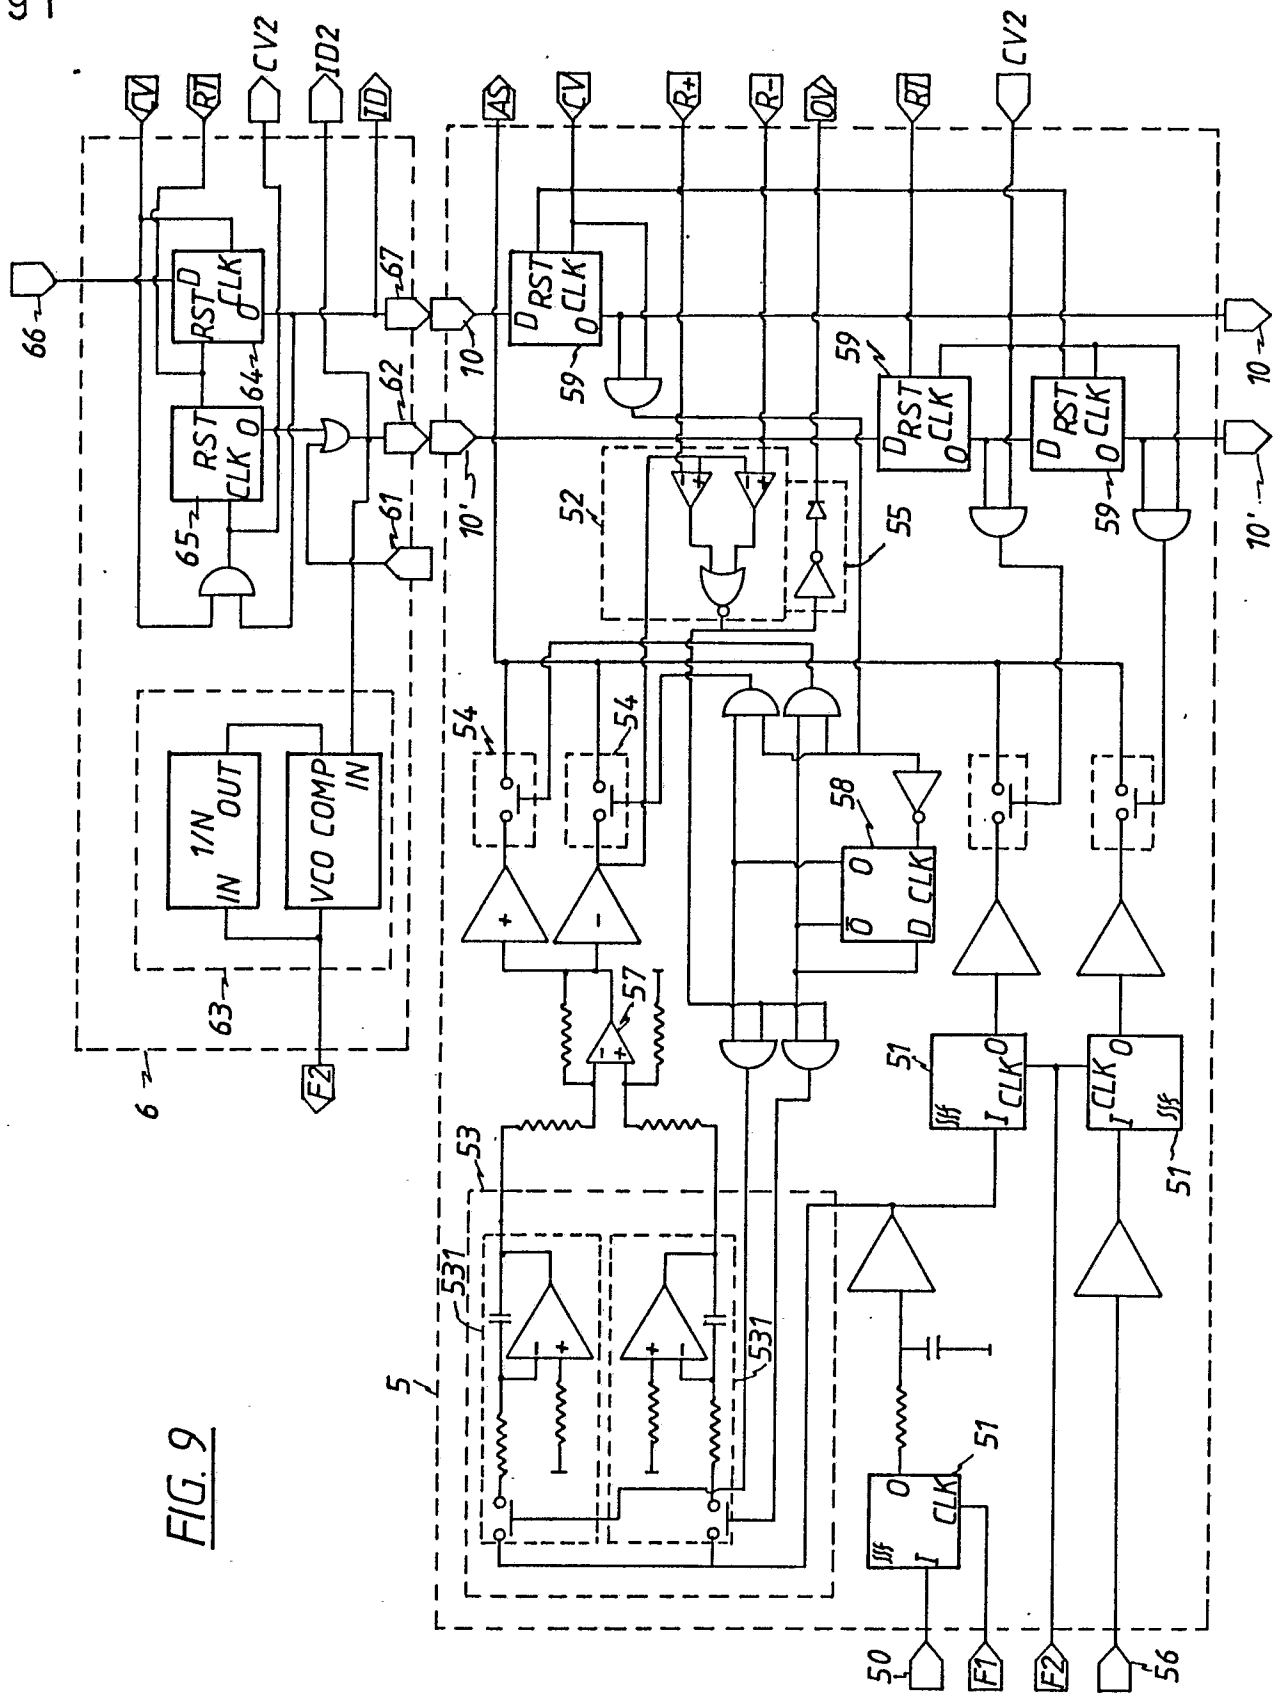 FIG. 9
6
63
1/N
IN OUT
VCO COMP
IN
F2
65
RST
CLK O
64
RST D
O CLK
66
61
62
67
CV
RT
CV2
ID2
ID
5
53
531
531
57
54
54
52
55
58
O
O
D CLK
10'
10
59
D RST
O CLK
59
D RST
O CLK
59
D RST
O CLK
AS
CV
R+
R-
OV
RT
CV2
10
10'
50
F1
F2
56
51
I O
CLK
51
I O
CLK
51
I O
CLK